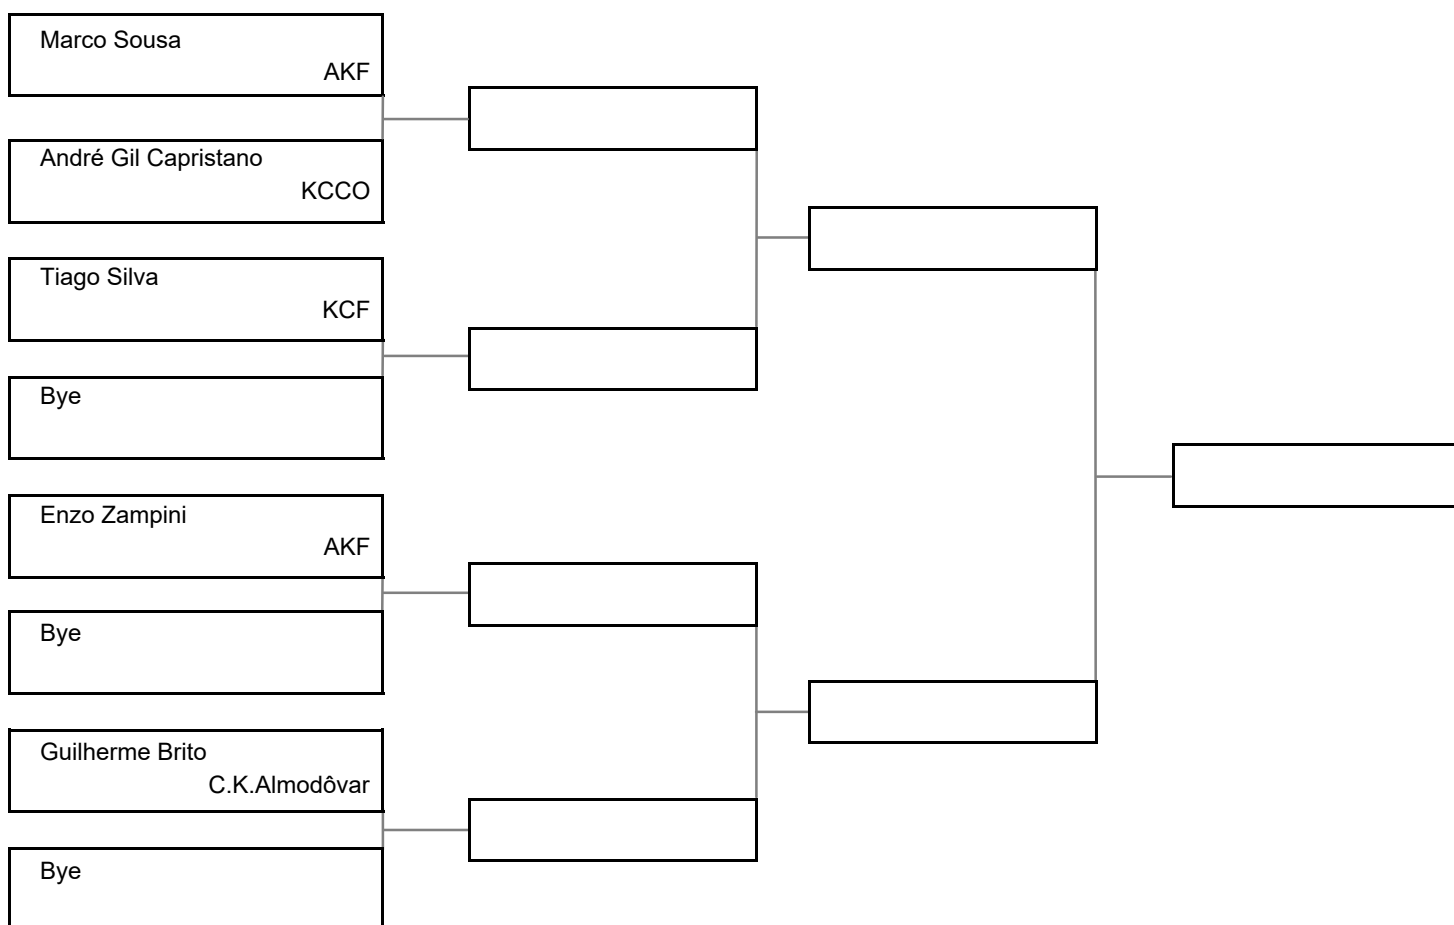 Marco Sousa
AKF
André Gil Capristano
KCCO
Tiago Silva
KCF
Bye
Enzo Zampini
AKF
Bye
Guilherme Brito
C.K.Almodôvar
Bye